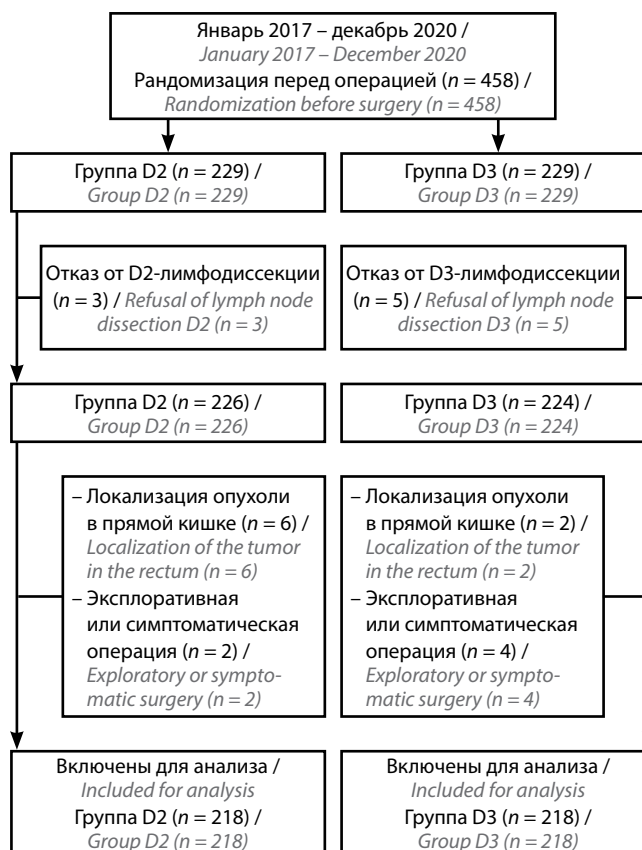 Январь 2017 – декабрь 2020 /
January 2017 – December 2020
Рандомизация перед операцией (n = 458) /
Randomization before surgery (n = 458)
Группа D2 (n = 229) /
Group D2 (n = 229)
Группа D3 (n = 229) /
Group D3 (n = 229)
Отказ от D2-лимфодиссекции
(n = 3) / Refusal of lymph node
dissection D2 (n = 3)
Отказ от D3-лимфодиссекции
(n = 5) / Refusal of lymph node
dissection D3 (n = 5)
Группа D2 (n = 226) /
Group D2 (n = 226)
Группа D3 (n = 224) /
Group D3 (n = 224)
– Локализация опухоли
в прямой кишке (n = 6) /
Localization of the tumor
in the rectum (n = 6)
– Эксплоративная
или симптоматическая
операция (n = 2) /
Exploratory or sympto-
matic surgery (n = 2)
– Локализация опухоли
в прямой кишке (n = 2) /
Localization of the tumor
in the rectum (n = 2)
– Эксплоративная
или симптоматическая
операция (n = 4) /
Exploratory or sympto-
matic surgery (n = 4)
Включены для анализа /
Included for analysis
Группа D2 (n = 218) /
Group D2 (n = 218)
Включены для анализа /
Included for analysis
Группа D3 (n = 218) /
Group D3 (n = 218)